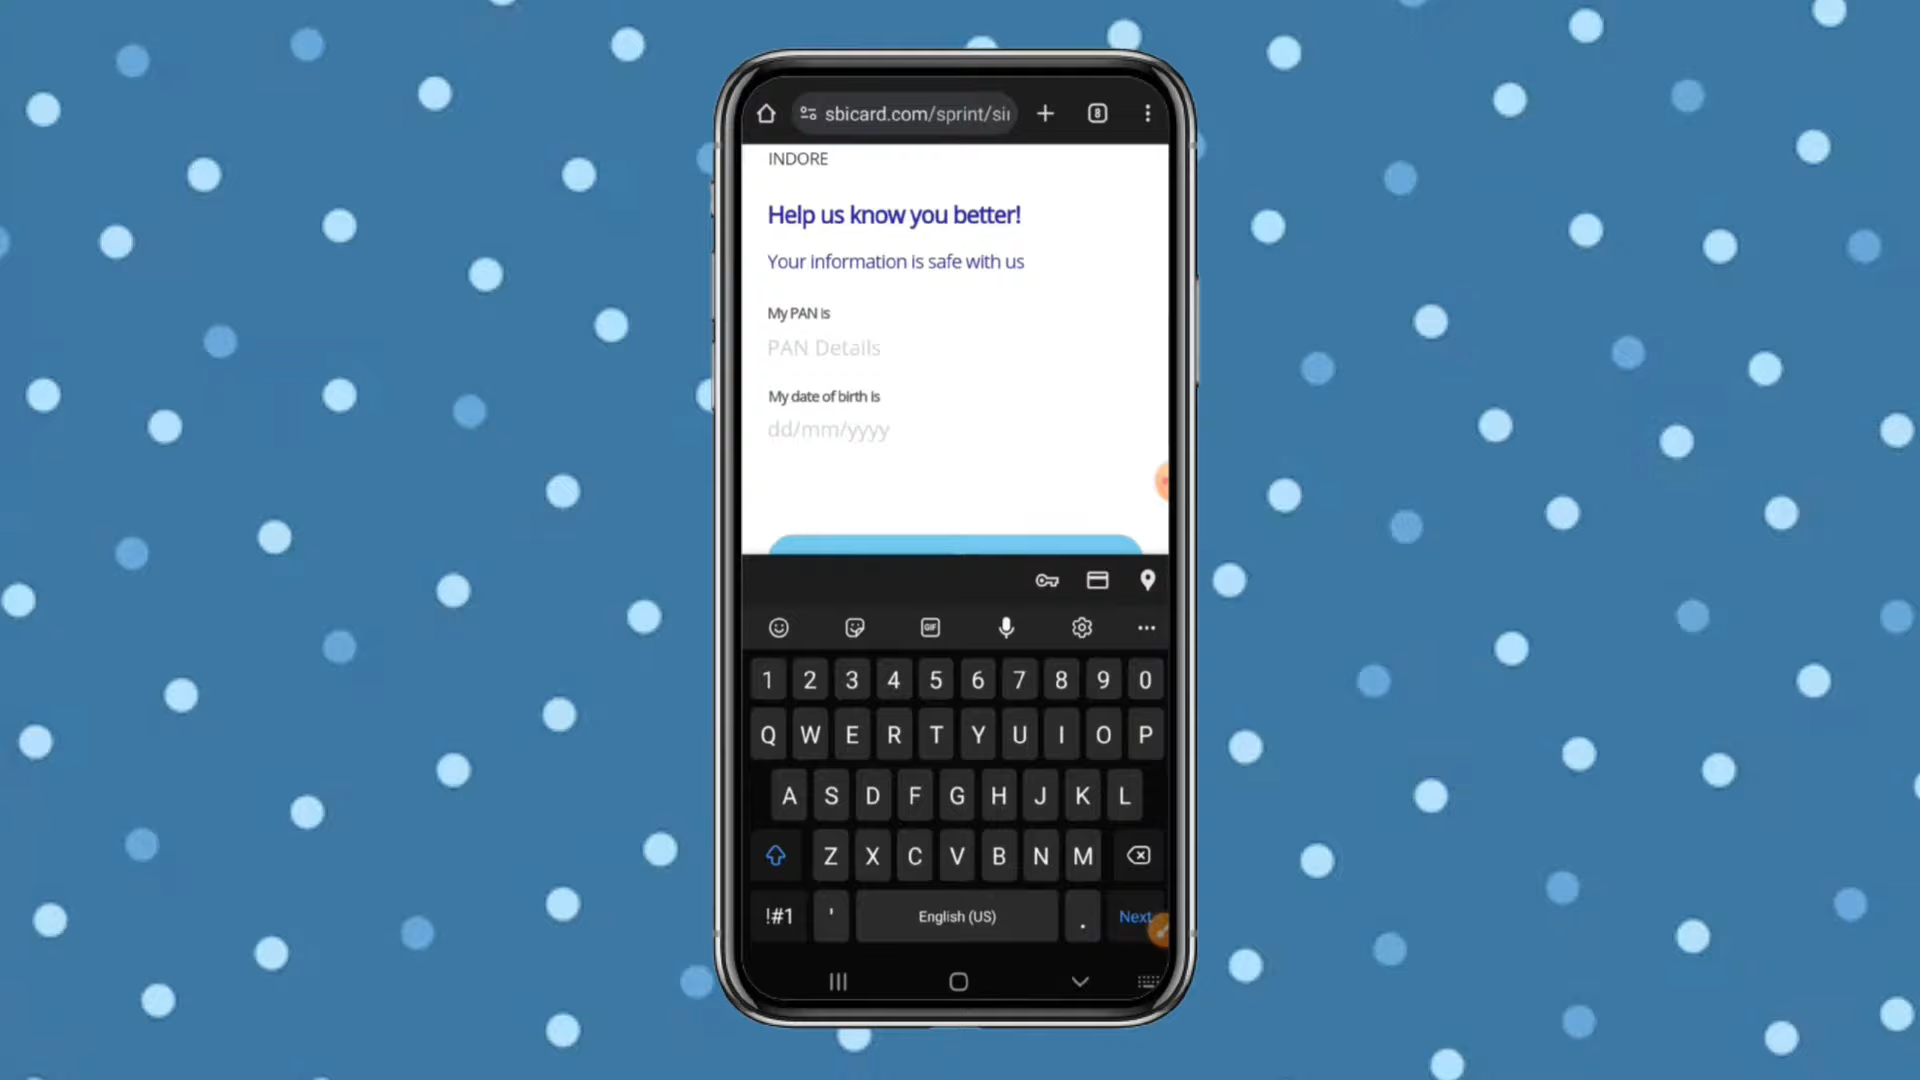 sbicard.com/sprint/si
8
INDORE
Help us know you better!
Your information is safe with us
My PAN is
PAN Details
My date of birth is
dd/mm/yyyy
GIF
1 2 3 4 5 6 7 8 9 0
Q W E R T Y U I O P
A S D F G H J K L
Z X C V B N M
!#1 ' English (US) . Next